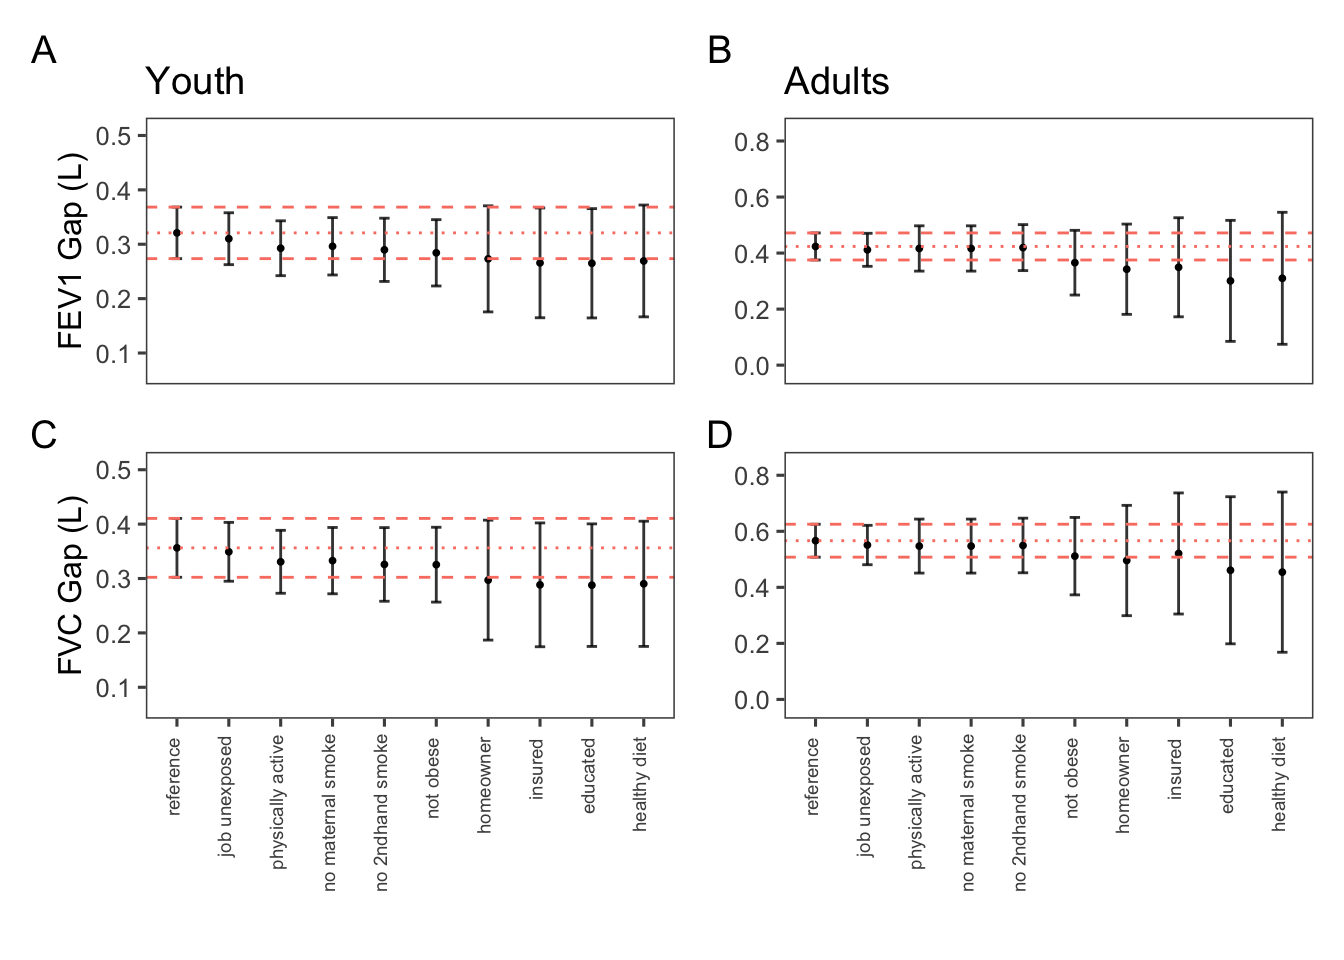 A
Youth
FEV1 Gap (L)
0.5
0.4
0.3
0.2
0.1
B
Adults
0.8
0.6
0.4
0.2
0.0
C
FVC Gap (L)
0.5
0.4
0.3
0.2
0.1
reference
job unexposed
physically active
no maternal smoke
no 2ndhand smoke
not obese
homeowner
insured
educated
healthy diet
D
0.8
0.6
0.4
0.2
0.0
reference
job unexposed
physically active
no maternal smoke
no 2ndhand smoke
not obese
homeowner
insured
educated
healthy diet